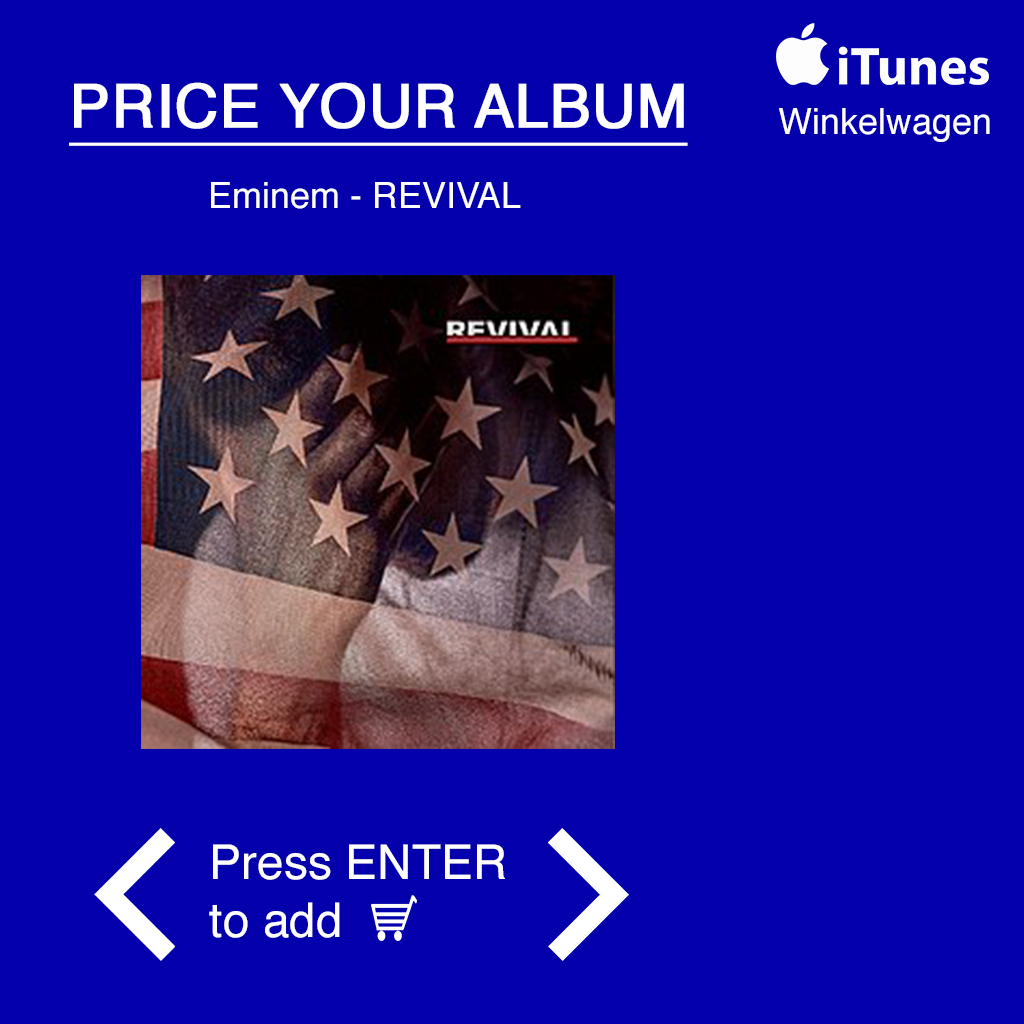 PRICE YOUR ALBUM
iTunes
Winkelwagen
Eminem - REVIVAL
REVIVAL
Press ENTER
to add